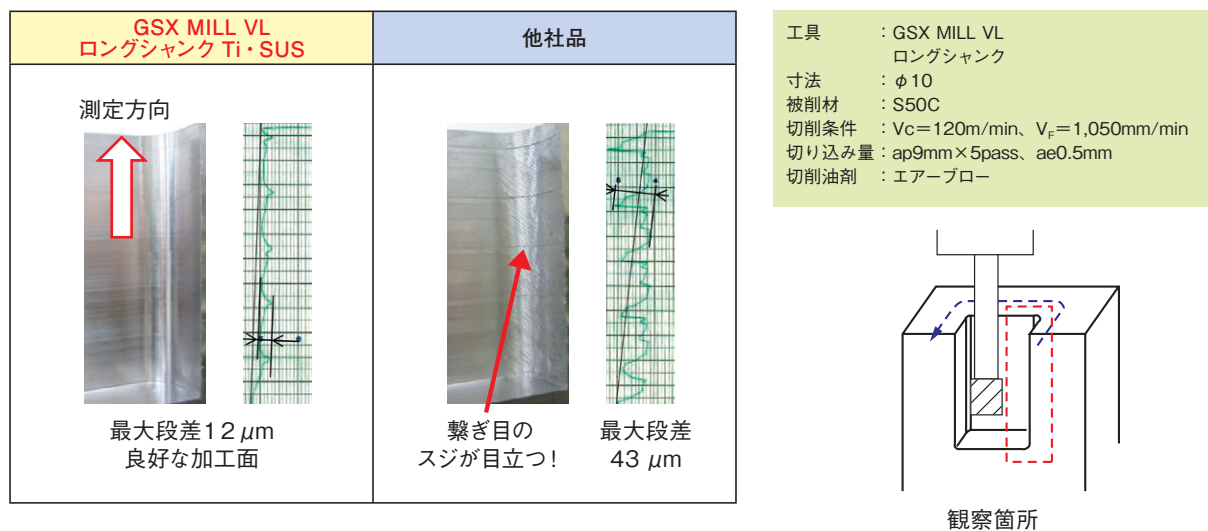 GSX MILL VL
ロングシャンク Ti・SUS
他社品
測定方向
最大段差12μm
良好な加工面
繋ぎ目の
スジが目立つ!
最大段差
43 μm
工具 :GSX MILL VL
ロングシャンク
寸法 :φ10
被削材 :S50C
切削条件 :Vc=120m/min、VF=1,050mm/min
切り込み量:ap9mm×5pass、ae0.5mm
切削油剤 :エアーブロー
観察箇所